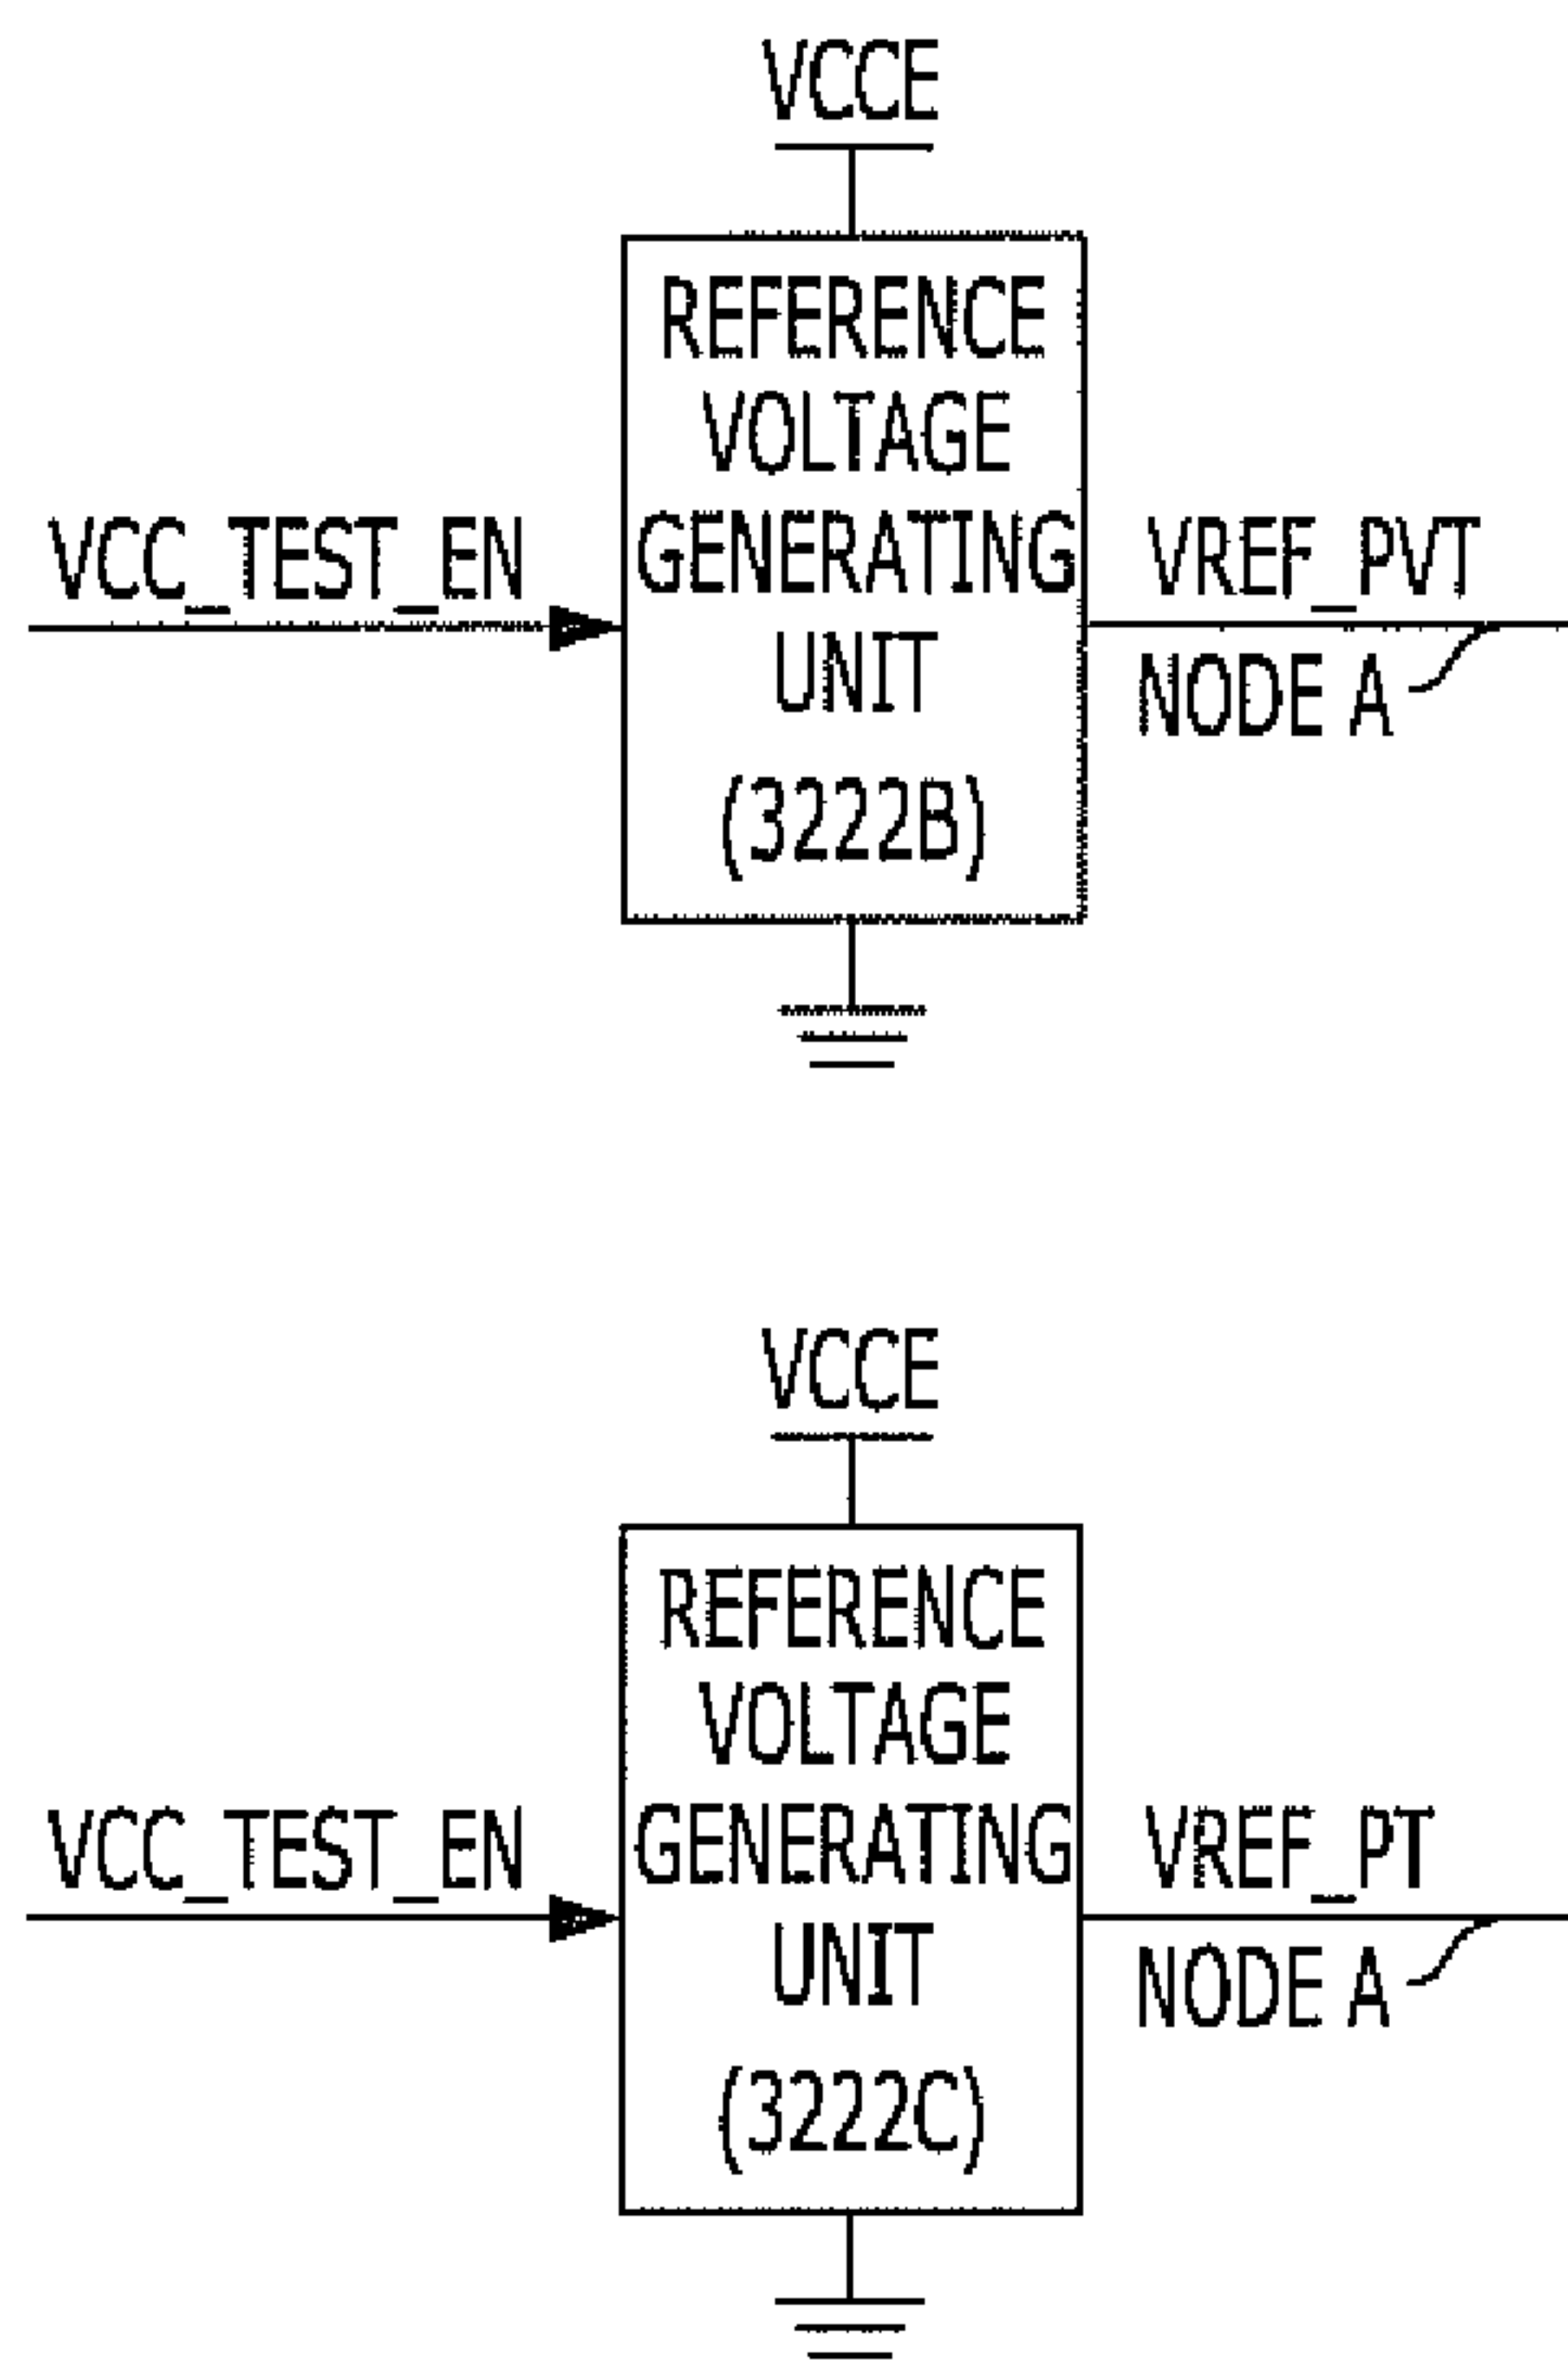 VCCE
REFERENCE
VOLTAGE
GENERATING
UNIT
(3222B)
VCC_TEST_EN
VREF_PVT
NODE A
VCCE
REFERENCE
VOLTAGE
GENERATING
UNIT
(3222C)
VCC_TEST_EN
VREF_PT
NODE A